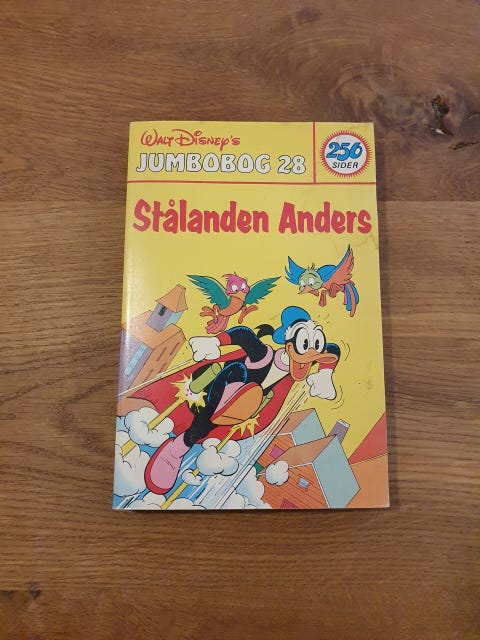 Walt Disney's
JUMBOBOG 28
256
SIDER
Stålanden Anders